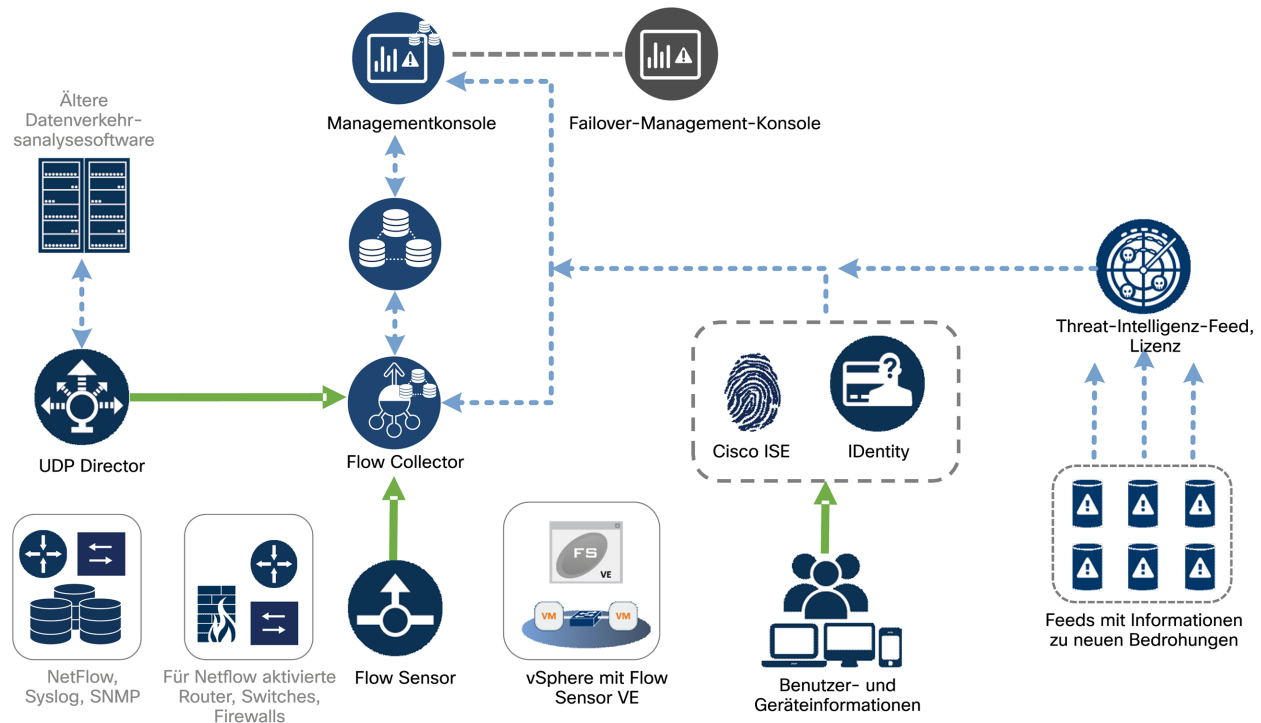 Managementkonsole
Failover-Management-Konsole
Ältere
Datenverkehr-
sanalysesoftware
Threat-Intelligenz-Feed,
Lizenz
UDP Director
Flow Collector
Cisco ISE
IDentity
FS
VE
VM
VM
NetFlow,
Syslog, SNMP
Für Netflow aktivierte
Router, Switches,
Firewalls
Flow Sensor
vSphere mit Flow
Sensor VE
Benutzer- und
Geräteinformationen
Feeds mit Informationen
zu neuen Bedrohungen